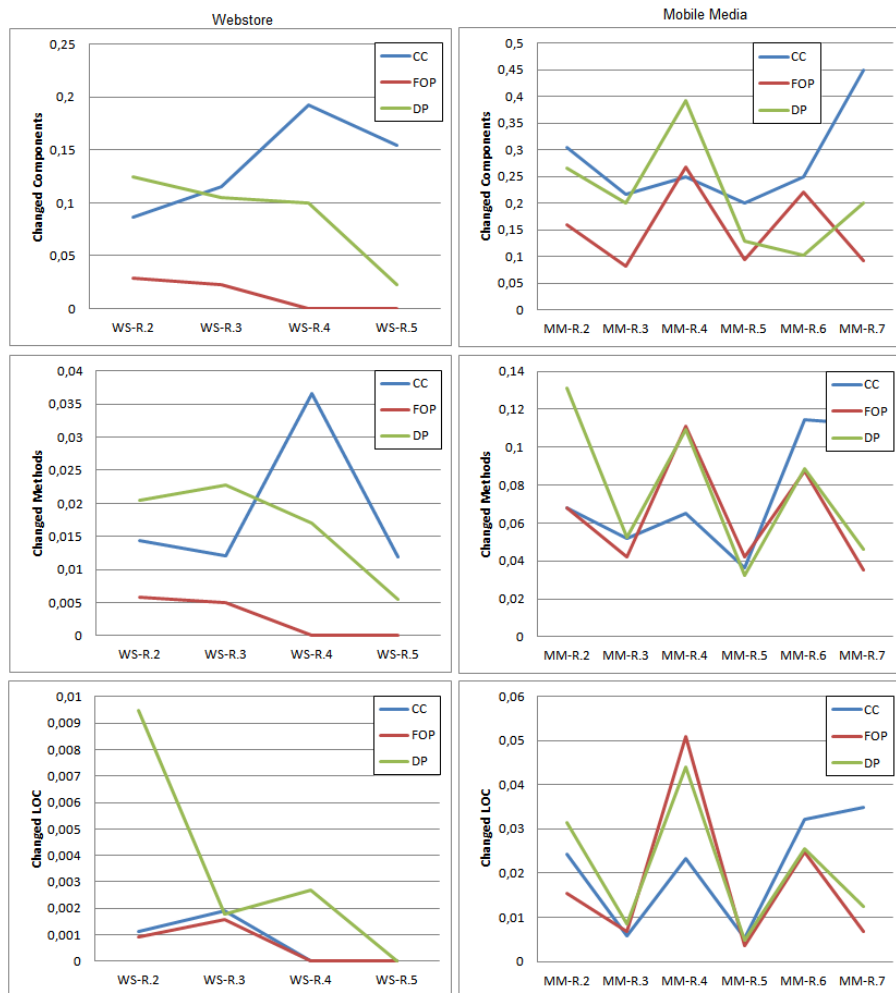 Webstore
Changed Components
0,25
0,2
0,15
0,1
0,05
0
CC
FOP
DP
WS-R.2 WS-R.3 WS-R.4 WS-R.5
Mobile Media
Changed Components
0,5
0,45
0,4
0,35
0,3
0,25
0,2
0,15
0,1
0,05
0
CC
FOP
DP
MM-R.2 MM-R.3 MM-R.4 MM-R.5 MM-R.6 MM-R.7
Changed Methods
0,04
0,035
0,03
0,025
0,02
0,015
0,01
0,005
0
CC
FOP
DP
WS-R.2 WS-R.3 WS-R.4 WS-R.5
Changed Methods
0,14
0,12
0,1
0,08
0,06
0,04
0,02
0
CC
FOP
DP
MM-R.2 MM-R.3 MM-R.4 MM-R.5 MM-R.6 MM-R.7
Changed LOC
0,01
0,009
0,008
0,007
0,006
0,005
0,004
0,003
0,002
0,001
0
CC
FOP
DP
WS-R.2 WS-R.3 WS-R.4 WS-R.5
Changed LOC
0,06
0,05
0,04
0,03
0,02
0,01
0
CC
FOP
DP
MM-R.2 MM-R.3 MM-R.4 MM-R.5 MM-R.6 MM-R.7